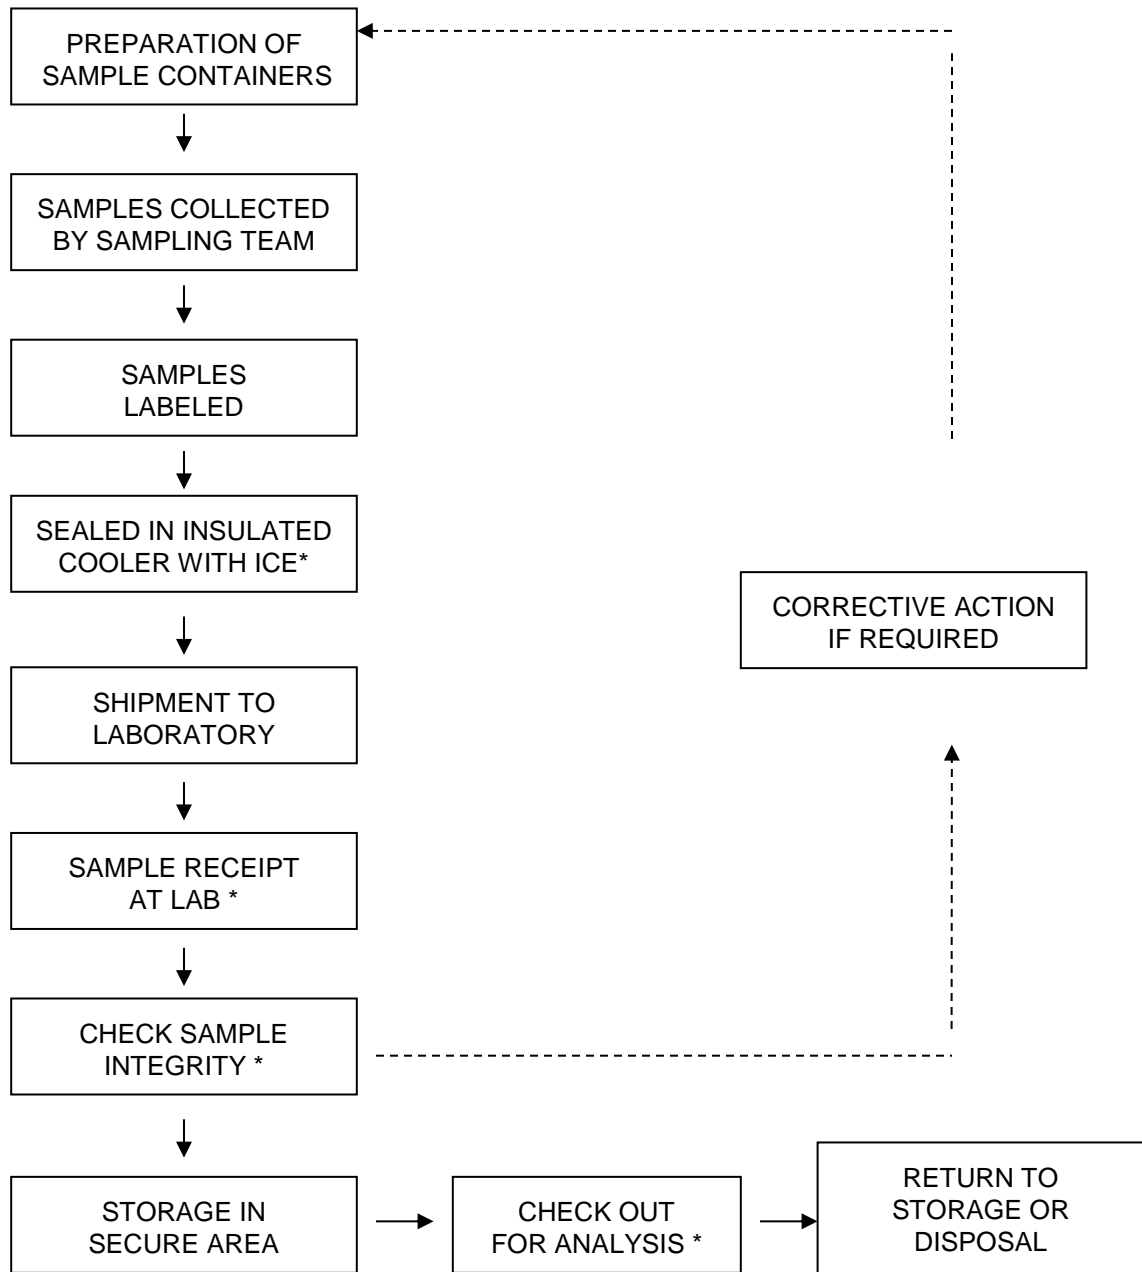 PREPARATION OF
SAMPLE CONTAINERS
SAMPLES COLLECTED
BY SAMPLING TEAM
SAMPLES
LABELED
SEALED IN INSULATED
COOLER WITH ICE*
CORRECTIVE ACTION
IF REQUIRED
SHIPMENT TO
LABORATORY
SAMPLE RECEIPT
AT LAB *
CHECK SAMPLE
INTEGRITY *
STORAGE IN
SECURE AREA
CHECK OUT
FOR ANALYSIS *
RETURN TO
STORAGE OR
DISPOSAL